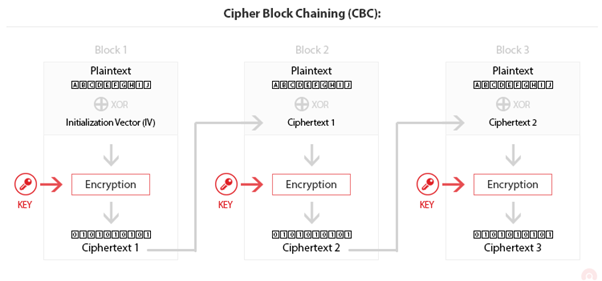 Cipher Block Chaining (CBC):
Block 1
Plaintext
ABCDEFGHIJ
XOR
Initialization Vector (IV)
KEY
Encryption
0101010101
Ciphertext 1
Block 2
Plaintext
ABCDEFGHIJ
XOR
Ciphertext 1
KEY
Encryption
0101010101
Ciphertext 2
Block 3
Plaintext
ABCDEFGHIJ
XOR
Ciphertext 2
KEY
Encryption
0101010101
Ciphertext 3